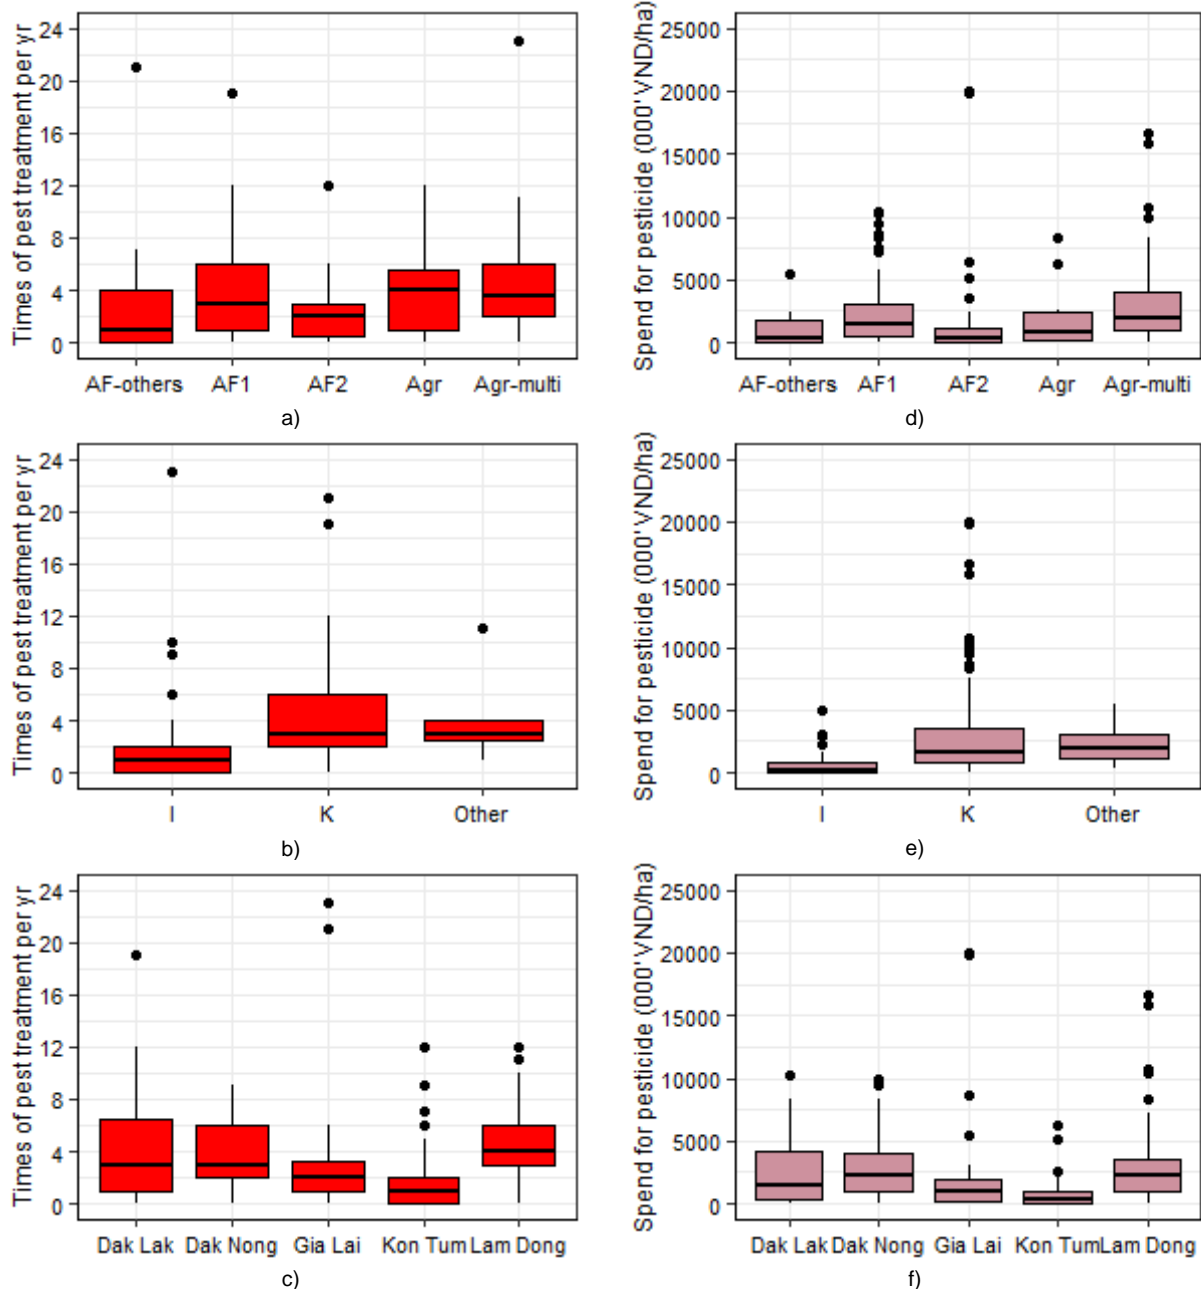 Times of pest treatment per yr
24
20
16
12
8
4
0
AF-others AF1 AF2 Agr Agr-multi
a)
Spend for pesticide (000' VND/ha)
25000
20000
15000
10000
5000
0
AF-others AF1 AF2 Agr Agr-multi
d)
Times of pest treatment per yr
24
20
16
12
8
4
0
I K Other
b)
Spend for pesticide (000' VND/ha)
25000
20000
15000
10000
5000
0
I K Other
e)
Times of pest treatment per yr
24
20
16
12
8
4
0
Dak Lak Dak Nong Gia Lai Kon Tum Lam Dong
c)
Spend for pesticide (000' VND/ha)
25000
20000
15000
10000
5000
0
Dak Lak Dak Nong Gia Lai Kon Tum Lam Dong
f)